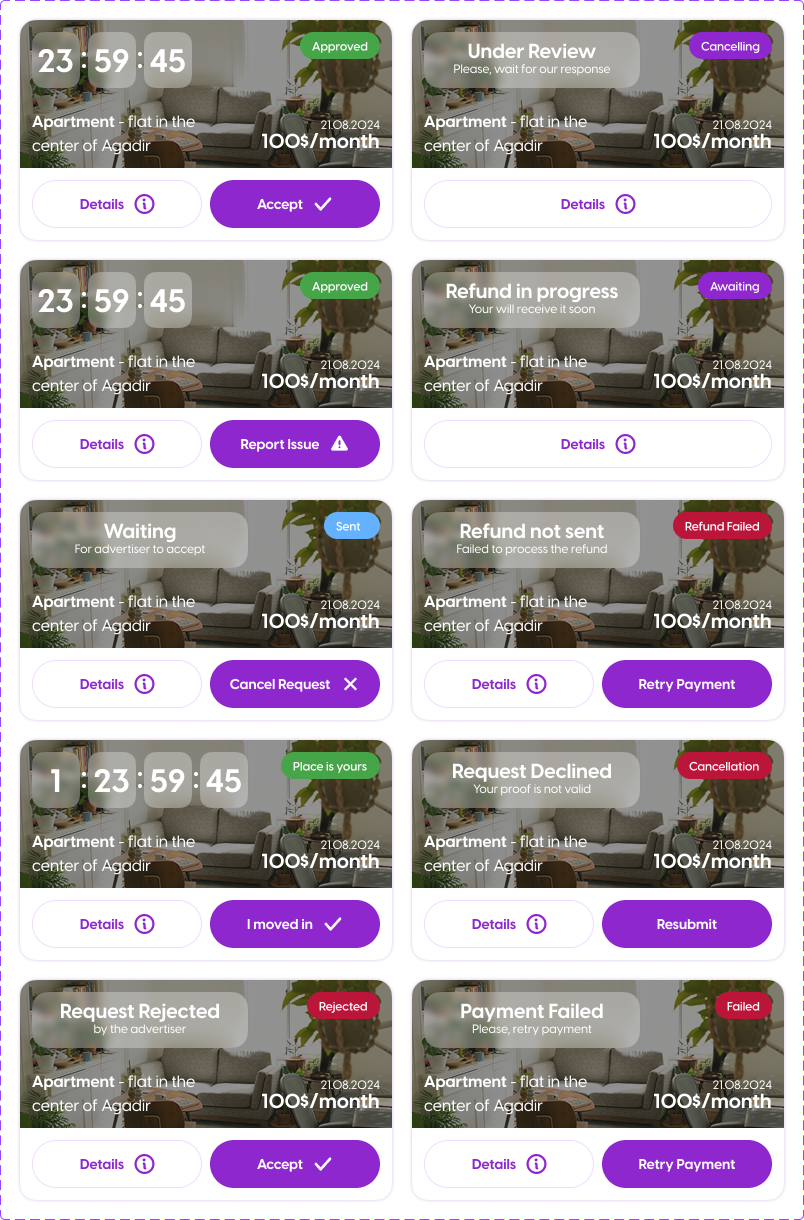 23 : 59 : 45
Approved
Apartment - flat in the
center of Agadir
21.08.2024
100$/month
Details
Accept
Under Review
Please, wait for our response
Cancelling
Apartment - flat in the
center of Agadir
21.08.2024
100$/month
Details
23 : 59 : 45
Approved
Apartment - flat in the
center of Agadir
21.08.2024
100$/month
Details
Report Issue
Refund in progress
Your will receive it soon
Awaiting
Apartment - flat in the
center of Agadir
21.08.2024
100$/month
Details
Waiting
For advertiser to accept
Sent
Apartment - flat in the
center of Agadir
21.08.2024
100$/month
Details
Cancel Request
Refund not sent
Failed to process the refund
Refund Failed
Apartment - flat in the
center of Agadir
21.08.2024
100$/month
Details
Retry Payment
1 : 23 : 59 : 45
Place is yours
Apartment - flat in the
center of Agadir
21.08.2024
100$/month
Details
I moved in
Request Declined
Your proof is not valid
Cancellation
Apartment - flat in the
center of Agadir
21.08.2024
100$/month
Details
Resubmit
Request Rejected
by the advertiser
Rejected
Apartment - flat in the
center of Agadir
21.08.2024
100$/month
Details
Accept
Payment Failed
Please, retry payment
Failed
Apartment - flat in the
center of Agadir
21.08.2024
100$/month
Details
Retry Payment